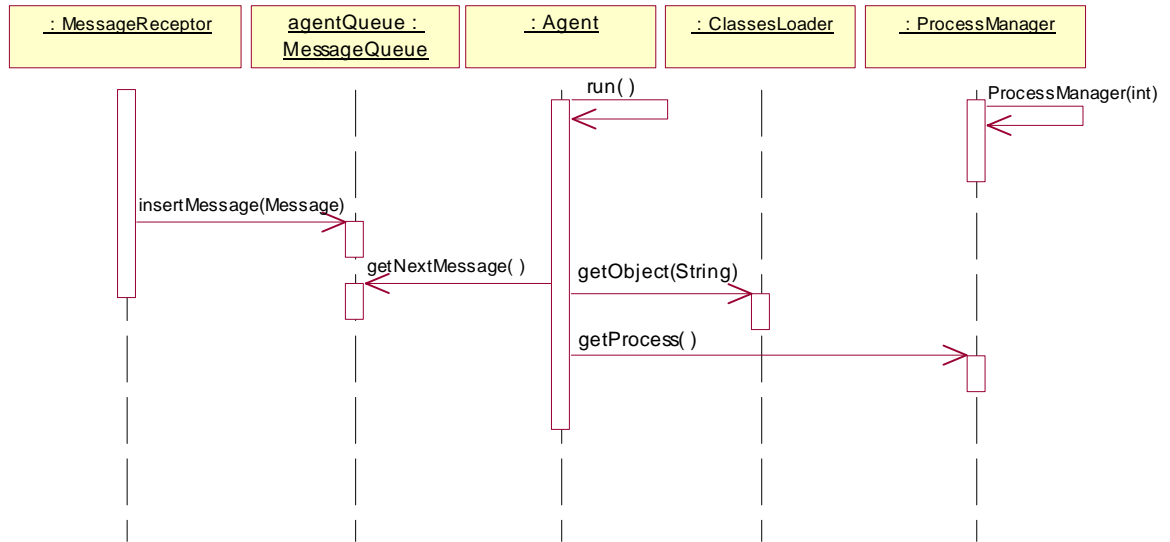 : MessageReceptor
agentQueue :
MessageQueue
: Agent
: ClassesLoader
: ProcessManager
run( )
ProcessManager(int)
insertMessage(Message)
getNextMessage( )
getObject(String)
getProcess( )